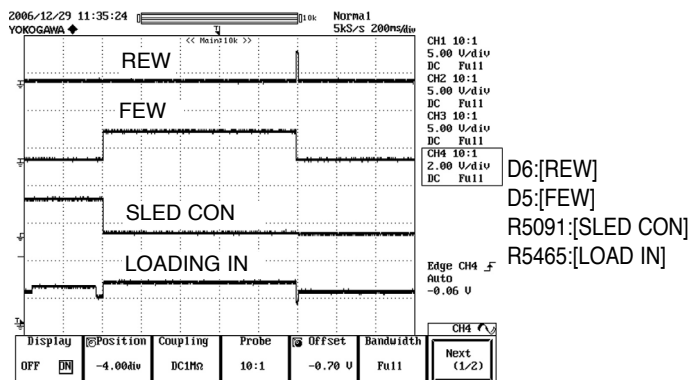 2006/12/29 11:35:24
10k
Normal
YOKOGAWA
5kS/s 200ms/div
<< Main:10k >>
CH1 10:1
5.00 V/div
DC Full
CH2 10:1
5.00 V/div
DC Full
CH3 10:1
5.00 V/div
DC Full
CH4 10:1
2.00 V/div
DC Full
REW
FEW
SLED CON
LOADING IN
D6:[REW]
D5:[FEW]
R5091:[SLED CON]
R5465:[LOAD IN]
Edge CH4
Auto
-0.06 V
CH4
Display
OFF ON
Position
-4.00div
Coupling
DC1MΩ
Probe
10:1
Offset
-0.70 V
Bandwidth
Full
Next
(1/2)